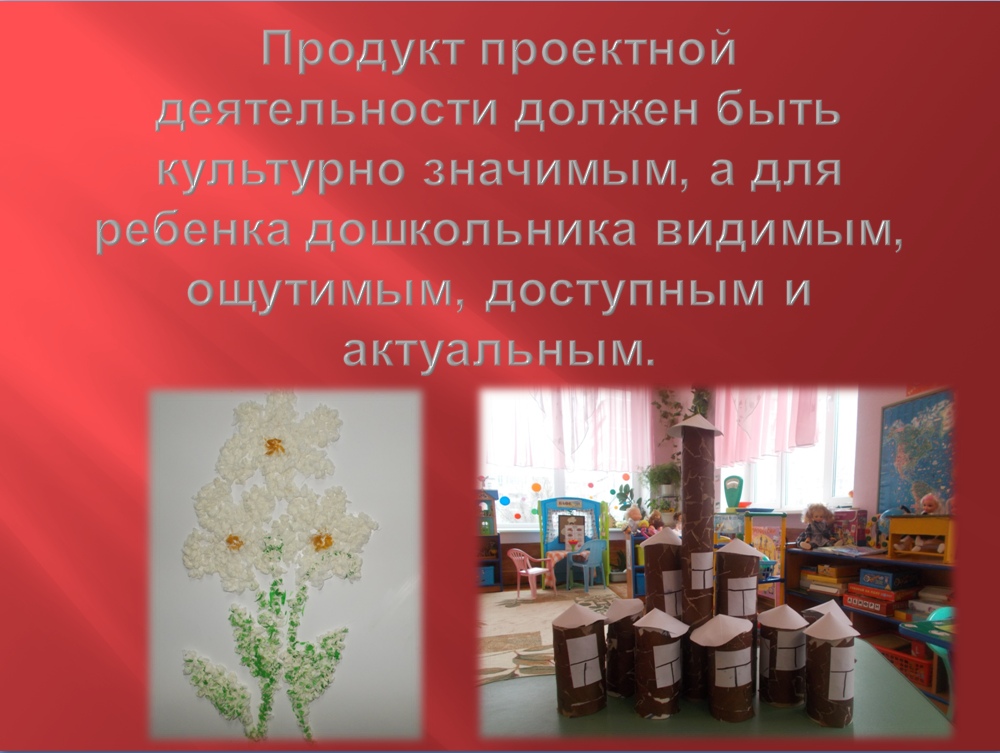 Продукт проектной
деятельности должен быть
культурно значимым, а для
ребенка дошкольника видимым,
ощутимым, доступным и
актуальным.